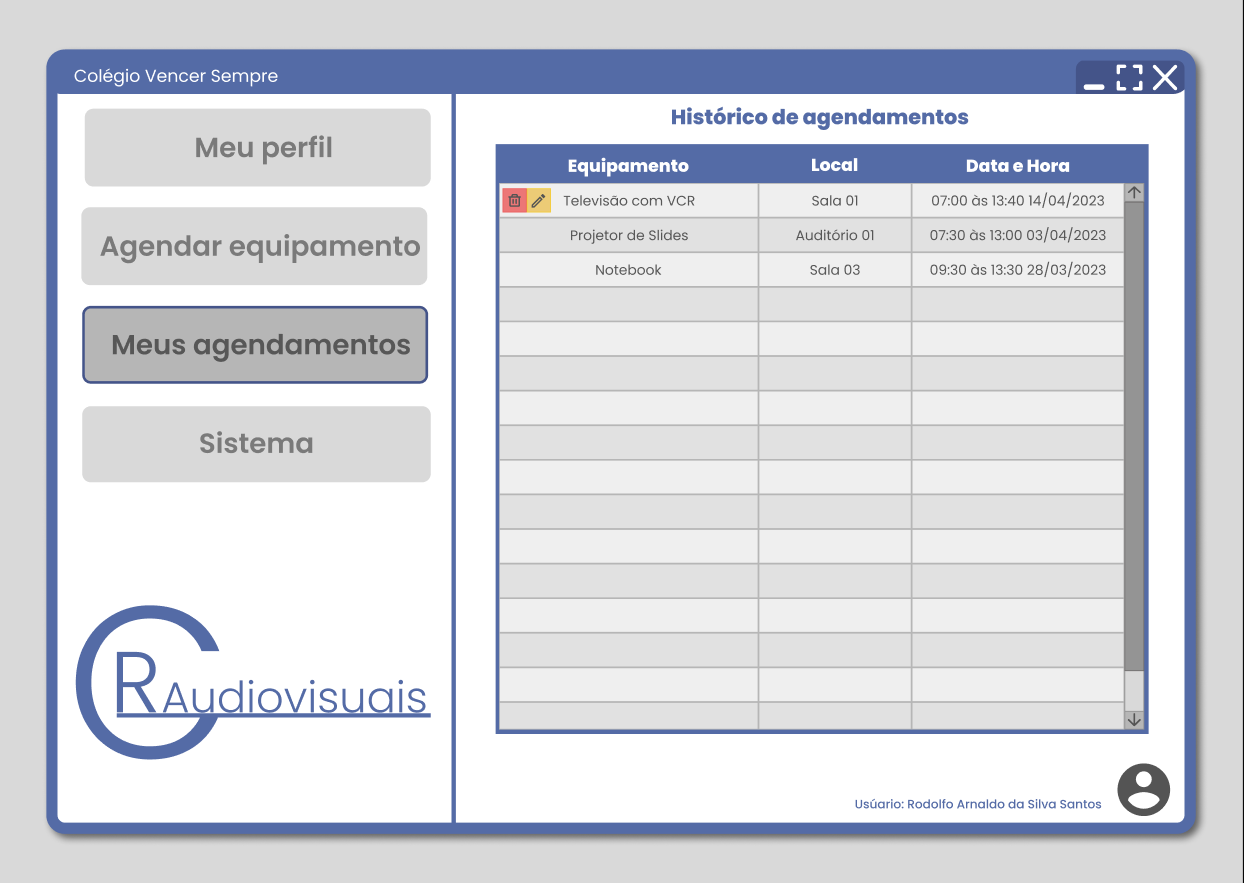 Colégio Vencer Sempre
Meu perfil
Agendar equipamento
Meus agendamentos
Sistema
CR Audiovisuais
Histórico de agendamentos
Equipamento Local Data e Hora
Televisão com VCR Sala 01 07:00 às 13:40 14/04/2023
Projetor de Slides Auditório 01 07:30 às 13:00 03/04/2023
Notebook Sala 03 09:30 às 13:30 28/03/2023
Usúario: Rodolfo Arnaldo da Silva Santos